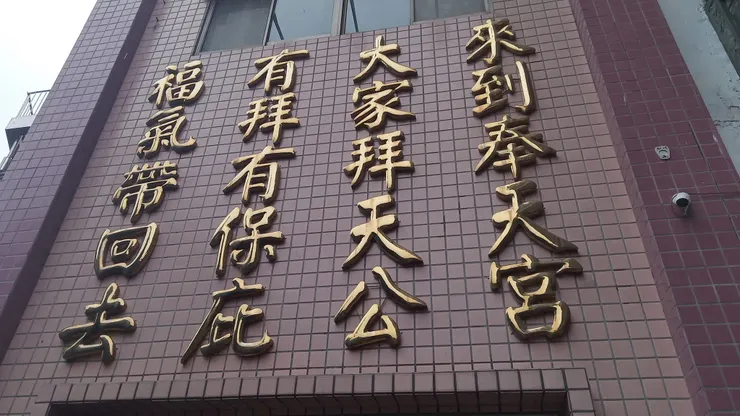 來到奉天宮
大家拜天公
有拜有保庇
福氣帶回去